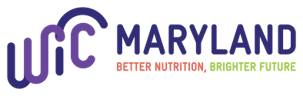 WiC MARYLAND
BETTER NUTRITION, BRIGHTER FUTURE